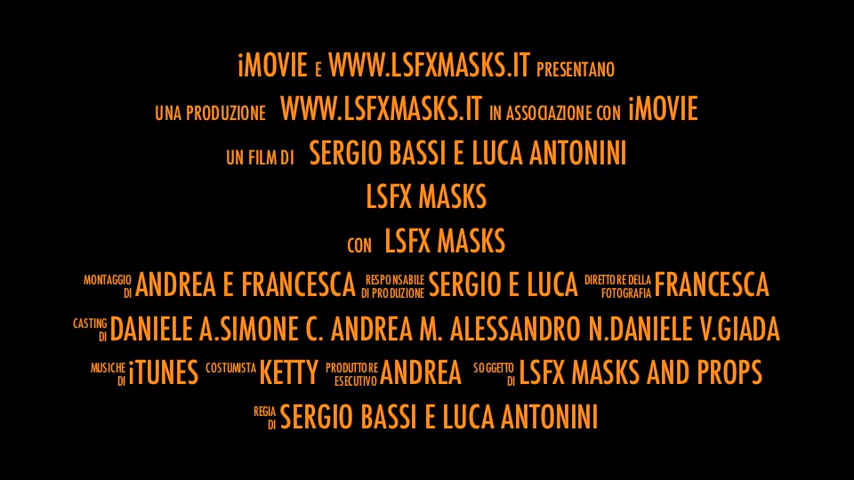 iMOVIE E WWW.LSFXMASKS.IT PRESENTANO
UNA PRODUZIONE WWW.LSFXMASKS.IT IN ASSOCIAZIONE CON iMOVIE
UN FILM DI SERGIO BASSI E LUCA ANTONINI
LSFX MASKS
CON LSFX MASKS
MONTAGGIO DI ANDREA E FRANCESCA RESPONSABILE DI PRODUZIONE SERGIO E LUCA DIRETTORE DELLA FOTOGRAFIA FRANCESCA
CASTING DI DANIELE A.SIMONE C. ANDREA M. ALESSANDRO N.DANIELE V.GIADA
MUSICHE DI iTUNES COSTUMISTA KETTY PRODUTTORE ESECUTIVO ANDREA SOGGETTO DI LSFX MASKS AND PROPS
REGIA DI SERGIO BASSI E LUCA ANTONINI